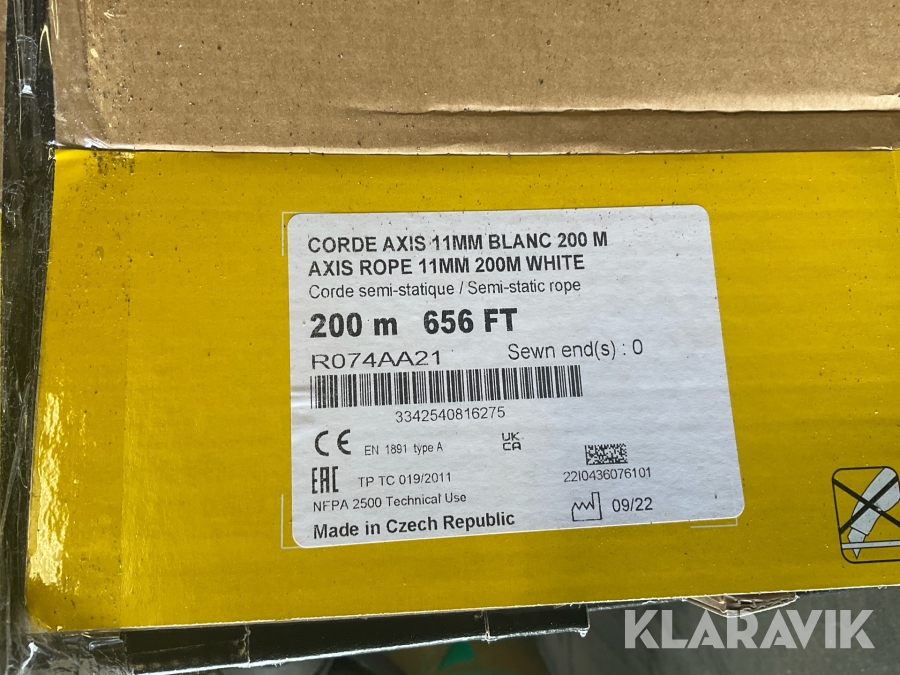 CORDE AXIS 11MM BLANC 200 M
AXIS ROPE 11MM 200M WHITE
Corde semi-statique / Semi-static rope
200 m 656 FT
R074AA21 Sewn end(s) : 0
3342540816275
CE EN 1891 type A UK CA
EAC TP TC 019/2011 22I0436076101
NFPA 2500 Technical Use
Made in Czech Republic 09/22
KLARAVIK